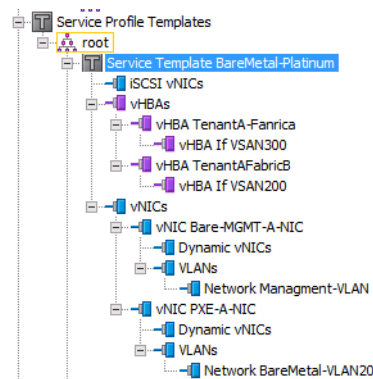 Service Profile Templates
root
Service Template BareMetal-Platinum
iSCSI vNICs
vHBAs
vHBA TenantA-Fanrica
vHBA If VSAN300
vHBA TenantAFabricB
vHBA If VSAN200
vNICs
vNIC Bare-MGMT-A-NIC
Dynamic vNICs
VLANs
Network Managment-VLAN
vNIC PXE-A-NIC
Dynamic vNICs
VLANs
Network BareMetal-VLAN20